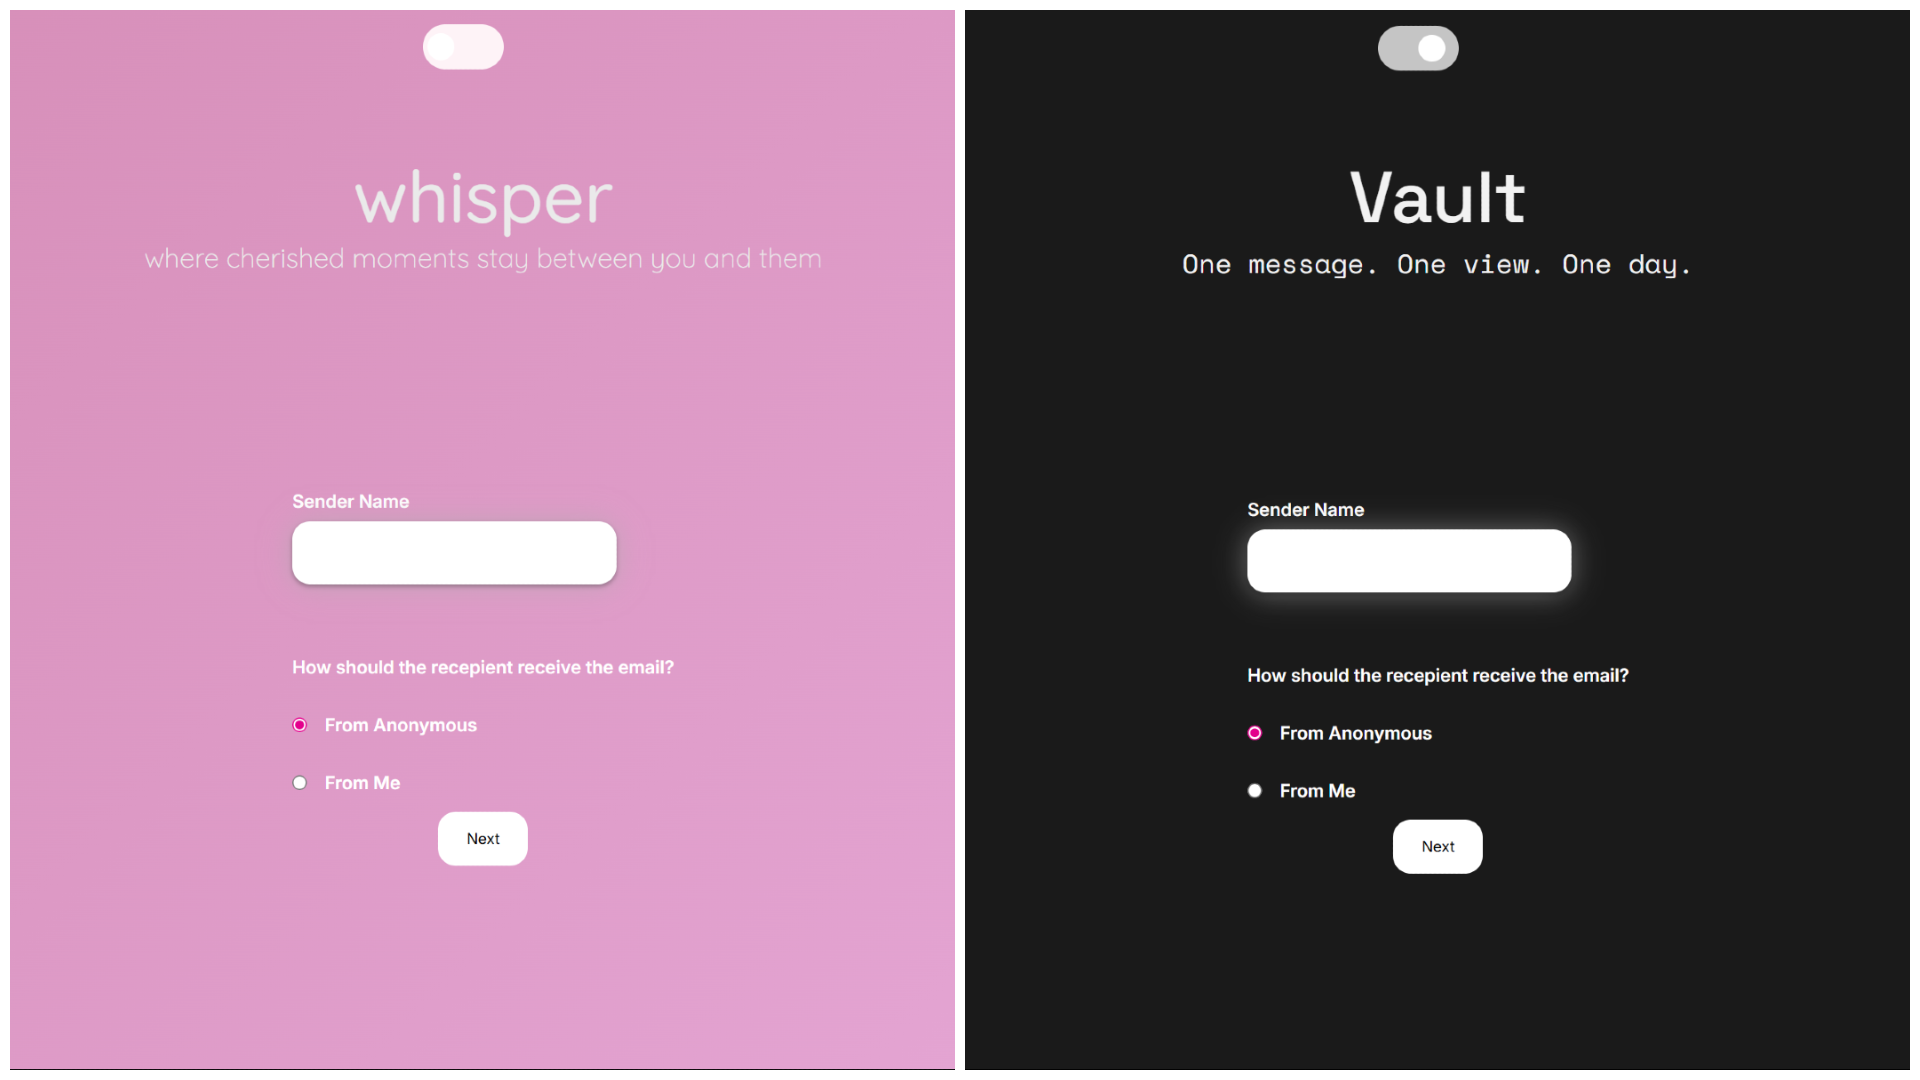 whisper
where cherished moments stay between you and them
Sender Name
How should the recepient receive the email?
From Anonymous
From Me
Next
Vault
One message. One view. One day.
Sender Name
How should the recepient receive the email?
From Anonymous
From Me
Next